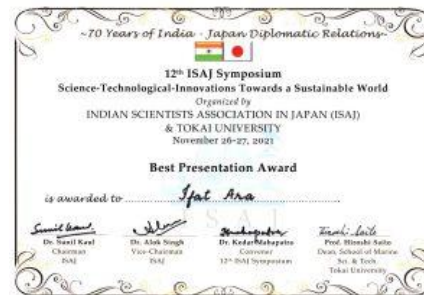 ~70 Years of India - Japan Diplomatic Relations~
12th ISAJ Symposium
Science-Technological-Innovations Towards a Sustainable World
Organized by
INDIAN SCIENTISTS ASSOCIATION IN JAPAN (ISAJ)
& TOKAI UNIVERSITY
November 26-27, 2021
Best Presentation Award
is awarded to Ifat Ara
ISAJ
Dr. Sunil Kaul
Chairman
ISAJ
Dr. Alok Singh
Vice-Chairman
ISAJ
Dr. Kedar Mahapatra
Convener
12th ISAJ Symposium
Prof. Hiroshi Saito
Dean, School of Marine
Sci. & Tech.
Tokai University